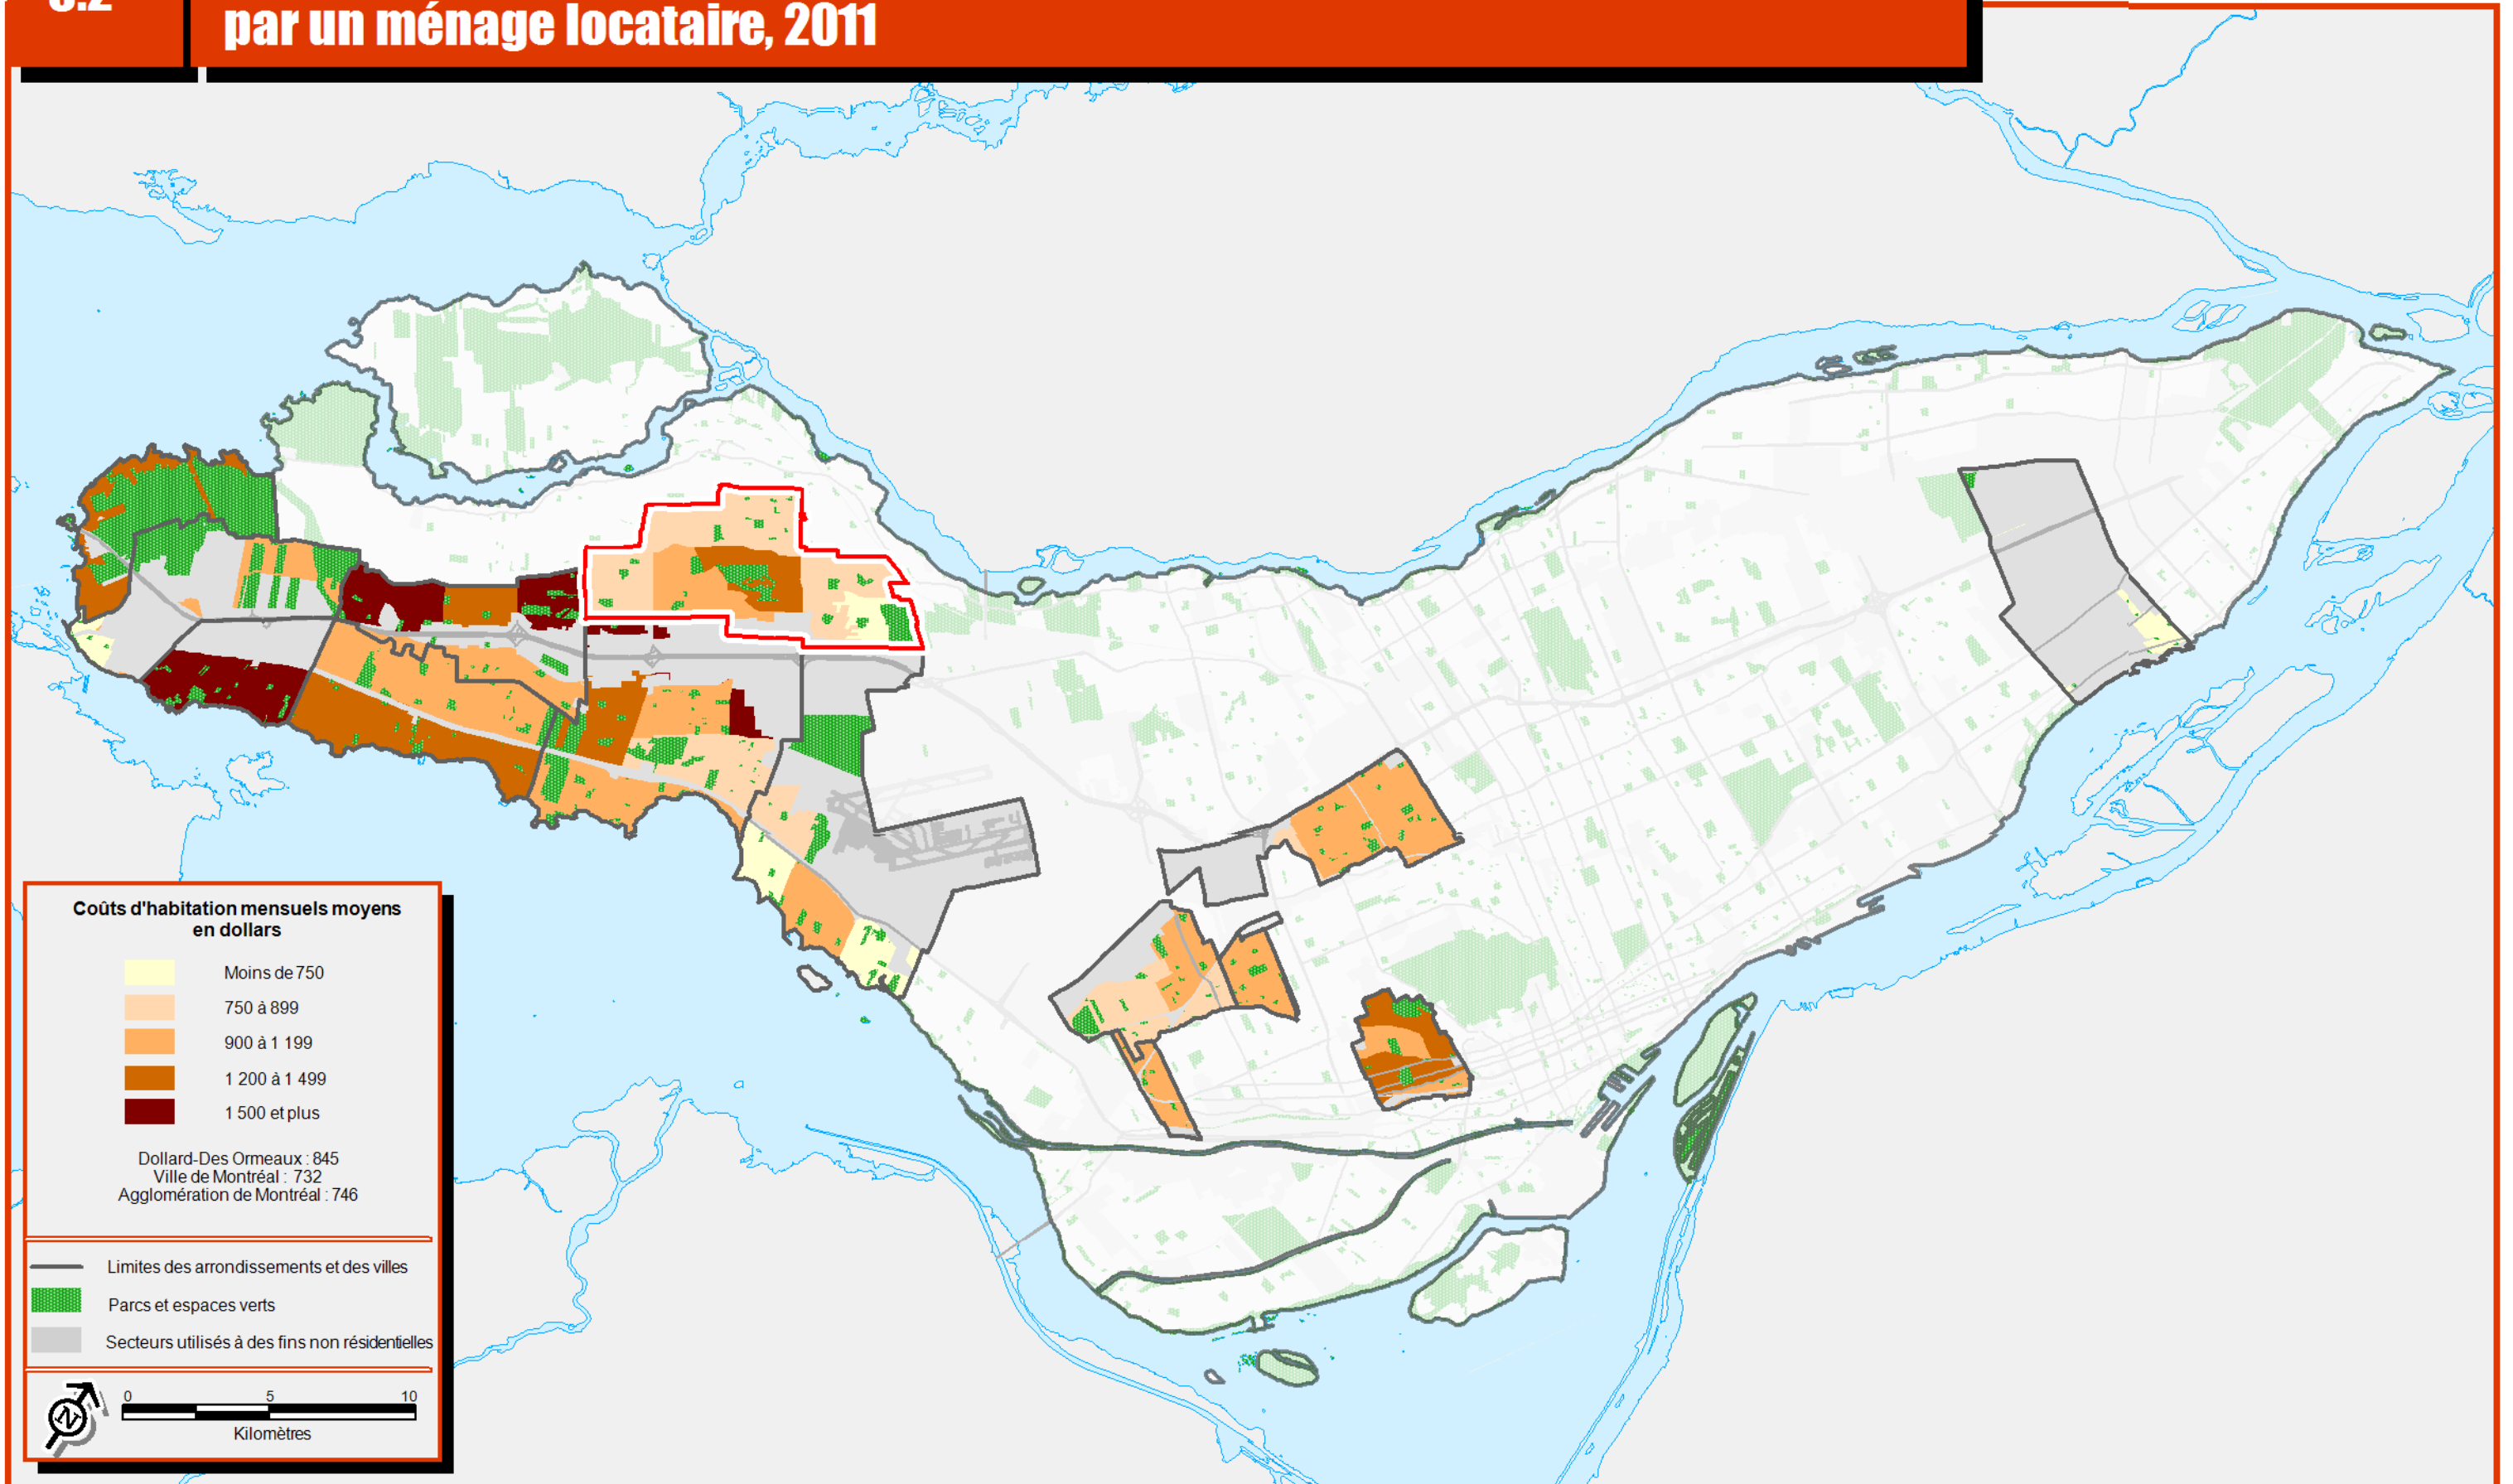 par un ménage locataire, 2011
Coûts d'habitation mensuels moyens
en dollars
Moins de 750
750 à 899
900 à 1 199
1 200 à 1 499
1 500 et plus
Dollard-Des Ormeaux : 845
Ville de Montréal : 732
Agglomération de Montréal : 746
Limites des arrondissements et des villes
Parcs et espaces verts
Secteurs utilisés à des fins non résidentielles
N
0 5 10
Kilomètres